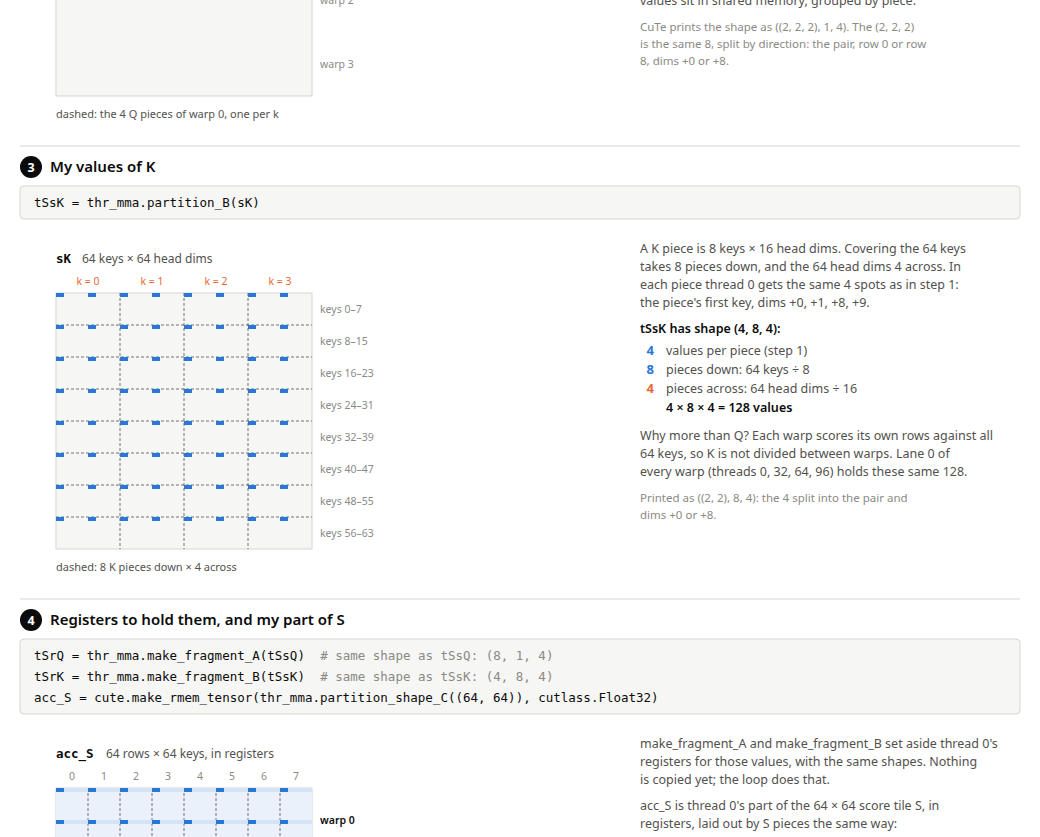 warp 2
warp 3
dashed: the 4 Q pieces of warp 0, one per k
values sit in shared memory, grouped by piece.
CuTe prints the shape as ((2, 2, 2), 1, 4). The (2, 2, 2)
is the same 8, split by direction: the pair, row 0 or row
8, dims +0 or +8.
3 My values of K
tSsK = thr_mma.partition_B(sK)
sK 64 keys × 64 head dims
k = 0 k = 1 k = 2 k = 3
keys 0–7
keys 8–15
keys 16–23
keys 24–31
keys 32–39
keys 40–47
keys 48–55
keys 56–63
dashed: 8 K pieces down × 4 across
A K piece is 8 keys × 16 head dims. Covering the 64 keys
takes 8 pieces down, and the 64 head dims 4 across. In
each piece thread 0 gets the same 4 spots as in step 1:
the piece's first key, dims +0, +1, +8, +9.
tSsK has shape (4, 8, 4):
4 values per piece (step 1)
8 pieces down: 64 keys ÷ 8
4 pieces across: 64 head dims ÷ 16
4 × 8 × 4 = 128 values
Why more than Q? Each warp scores its own rows against all
64 keys, so K is not divided between warps. Lane 0 of
every warp (threads 0, 32, 64, 96) holds these same 128.
Printed as ((2, 2), 8, 4): the 4 split into the pair and
dims +0 or +8.
4 Registers to hold them, and my part of S
tSrQ = thr_mma.make_fragment_A(tSsQ) # same shape as tSsQ: (8, 1, 4)
tSrK = thr_mma.make_fragment_B(tSsK) # same shape as tSsK: (4, 8, 4)
acc_S = cute.make_rmem_tensor(thr_mma.partition_shape_C((64, 64)), cutlass.Float32)
acc_S 64 rows × 64 keys, in registers
0 1 2 3 4 5 6 7
warp 0
make_fragment_A and make_fragment_B set aside thread 0's
registers for those values, with the same shapes. Nothing
is copied yet; the loop does that.
acc_S is thread 0's part of the 64 × 64 score tile S, in
registers, laid out by S pieces the same way: